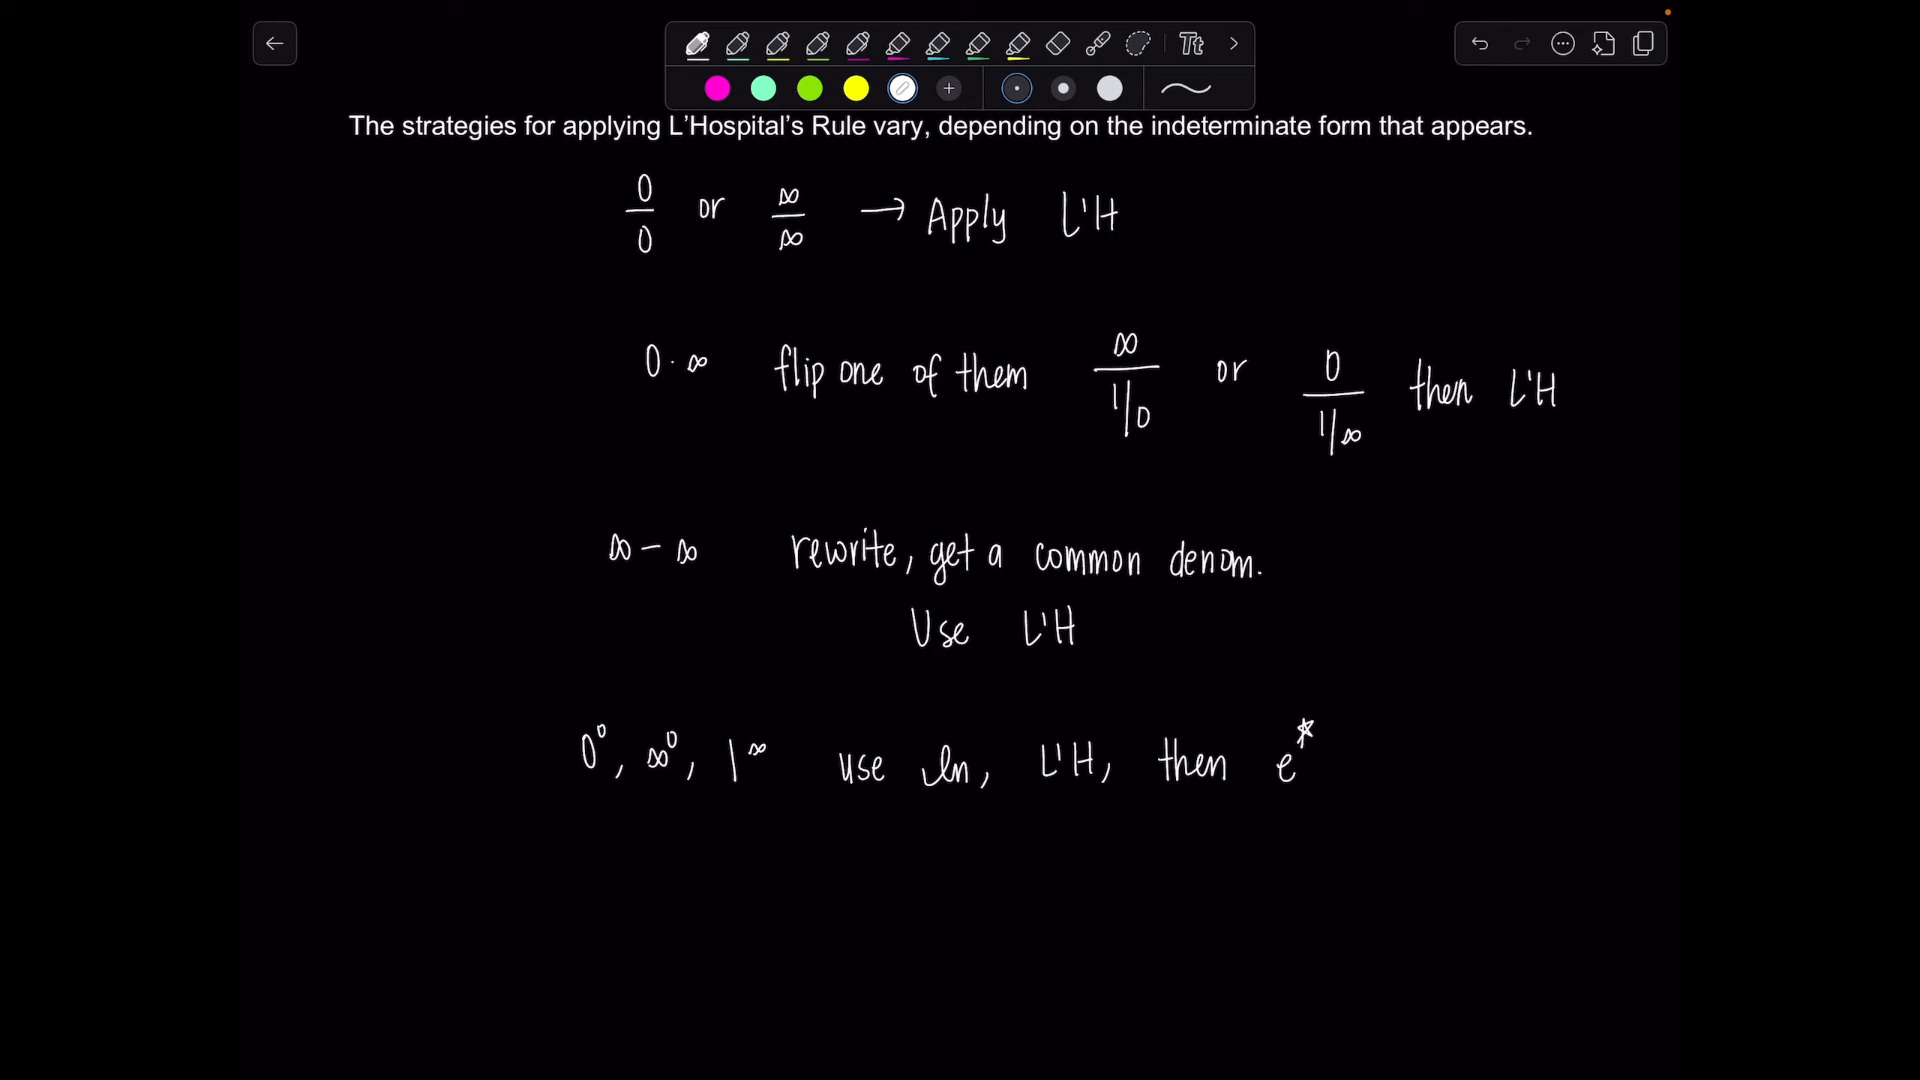 Tt
The strategies for applying L’Hospital’s Rule vary, depending on the indeterminate form that appears.
0/0 or ∞/∞ → Apply L'H
0·∞ flip one of them ∞/(1/0) or 0/(1/∞) then L'H
∞ - ∞ rewrite, get a common denom.
Use L'H
0⁰, ∞⁰, 1^∞ use ln, L'H, then e^☆